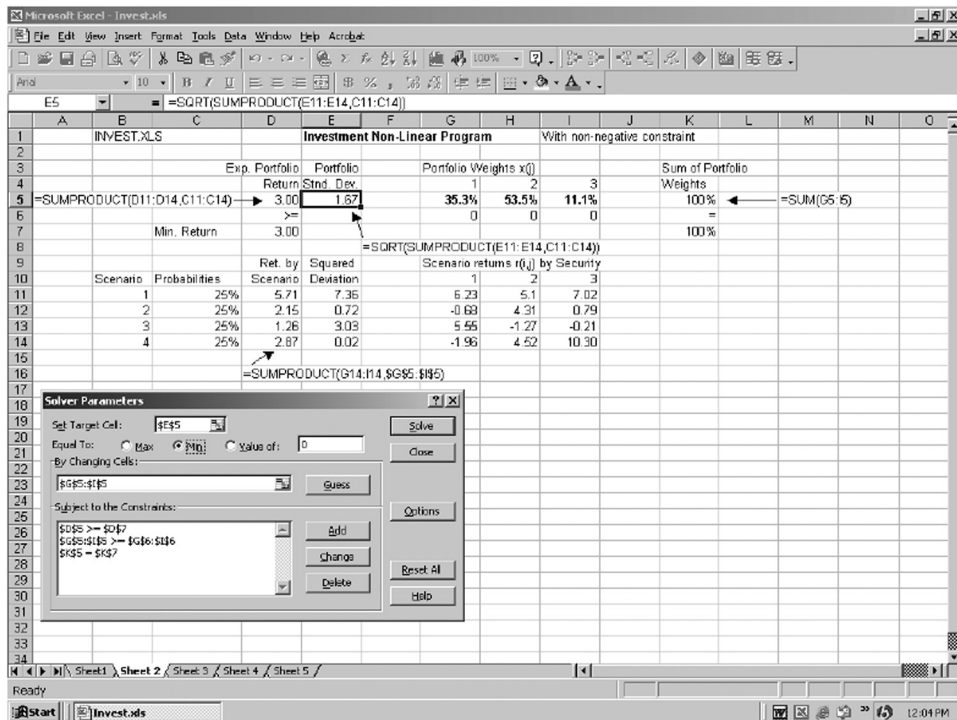 Microsoft Excel - Invest.xls
File Edit View Insert Format Tools Data Window Help Acrobat
100%
Arial 10 B I U $ % ,
E5 = =SQRT(SUMPRODUCT(E11:E14,C11:C14))
A B C D E F G H I J K L M N O
1 INVEST.XLS Investment Non-Linear Program With non-negative constraint
2
3 Exp. Portfolio Portfolio Portfolio Weights x(j) Sum of Portfolio
4 Return Stnd. Dev. 1 2 3 Weights
5 =SUMPRODUCT(D11:D14,C11:C14) 3.00 1.67 35.3% 53.5% 11.1% 100% =SUM(G5:I5)
6 >= 0 0 0 =
7 Min. Return 3.00 100%
8 =SQRT(SUMPRODUCT(E11:E14,C11:C14))
9 Ret. by Squared Scenario returns r(i,j) by Security
10 Scenario Probabilities Scenario Deviation 1 2 3
11 1 25% 5.71 7.36 6.23 5.1 7.02
12 2 25% 2.15 0.72 -0.68 4.31 0.79
13 3 25% 1.26 3.03 5.55 -1.27 -0.21
14 4 25% 2.87 0.02 -1.96 4.52 10.30
15
16 =SUMPRODUCT(G14:I14,$G$5:$I$5)
17
18 Solver Parameters
19 Set Target Cell: $E$5 Solve
20 Equal To: Max Min Value of: 0
21 Close
22 By Changing Cells:
23 $G$5:$I$5 Guess
24
25 Subject to the Constraints: Options
26 $D$5 >= $D$7 Add
27 $G$5:$I$5 >= $G$6:$I$6
28 $K$5 = $K$7 Change
29 Reset All
30 Delete Help
31
32
33
34
Sheet1 Sheet 2 Sheet 3 Sheet 4 Sheet 5
Ready
Start Invest.xls 12:04 PM